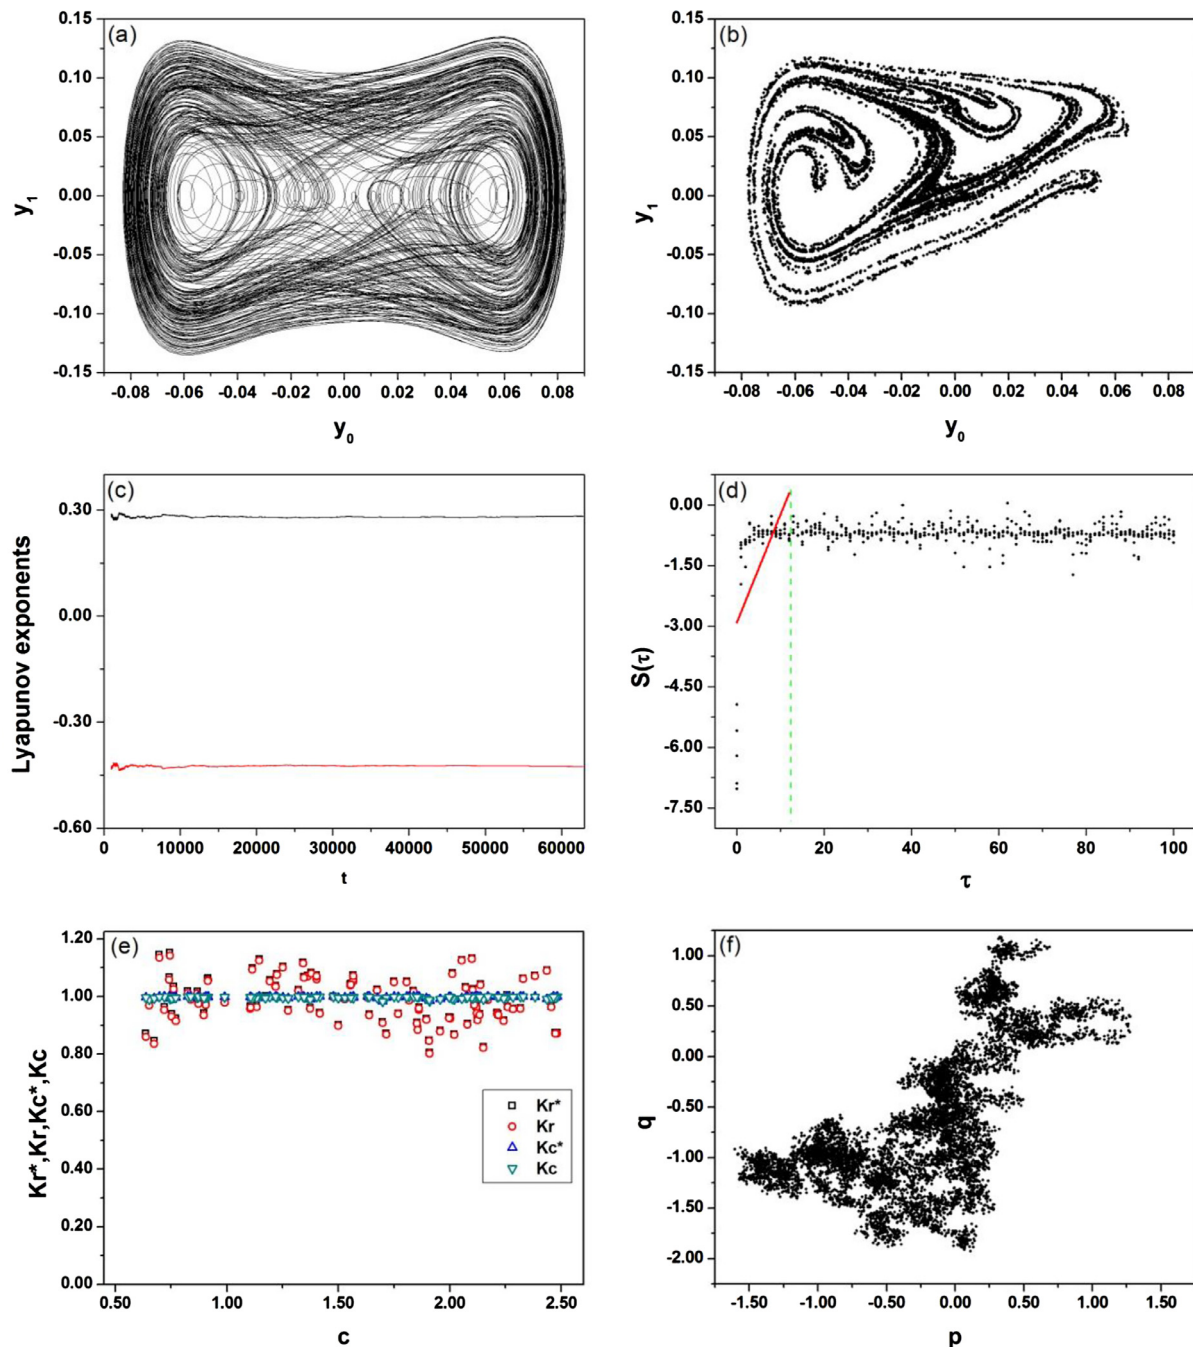 (a)
0.15
0.10
0.05
0.00
-0.05
-0.10
-0.15
y1
-0.08 -0.06 -0.04 -0.02 0.00 0.02 0.04 0.06 0.08
y0
(b)
0.15
0.10
0.05
0.00
-0.05
-0.10
-0.15
y1
-0.08 -0.06 -0.04 -0.02 0.00 0.02 0.04 0.06 0.08
y0
(c)
0.30
0.00
-0.30
-0.60
Lyapunov exponents
0 10000 20000 30000 40000 50000 60000
t
(d)
0.00
-1.50
-3.00
-4.50
-6.00
-7.50
S(τ)
0 20 40 60 80 100
τ
(e)
1.20
1.00
0.80
0.60
0.40
0.20
0.00
Kr*,Kr,Kc*,Kc
Kr*
Kr
Kc*
Kc
0.50 1.00 1.50 2.00 2.50
c
(f)
1.00
0.50
0.00
-0.50
-1.00
-1.50
-2.00
q
-1.50 -1.00 -0.50 0.00 0.50 1.00 1.50
p